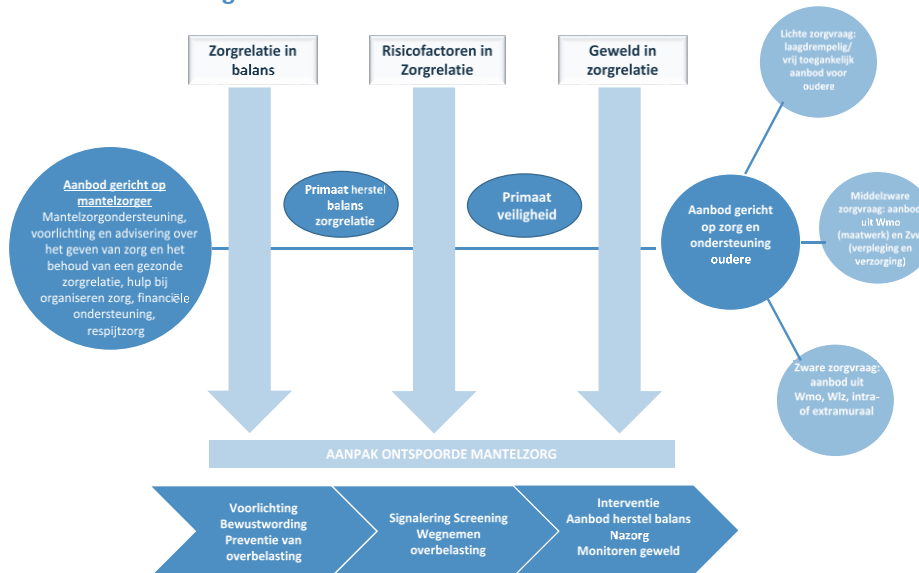 Zorgrelatie in
balans
Risicofactoren in
Zorgrelatie
Geweld in
zorgrelatie
Lichte zorgvraag:
laagdrempelig/
vrij toegankelijk
aanbod voor
oudere
Aanbod gericht op
mantelzorger
Mantelzorgondersteuning,
voorlichting en advisering over
het geven van zorg en het
behoud van een gezonde
zorgrelatie, hulp bij
organiseren zorg, financiële
ondersteuning,
respijtzorg
Primaat herstel
balans
zorgrelatie
Primaat
veiligheid
Aanbod gericht
op zorg en
ondersteuning
oudere
Middelzware
zorgvraag: aanbod
uit Wmo
(maatwerk) en Zvw
(verpleging en
verzorging)
Zware zorgvraag:
aanbod uit
Wmo, Wlz, intra-
of extramuraal
AANPAK ONTSPOORDE MANTELZORG
Voorlichting
Bewustwording
Preventie van
overbelasting
Signalering Screening
Wegnemen
overbelasting
Interventie
Aanbod herstel balans
Nazorg
Monitoren geweld